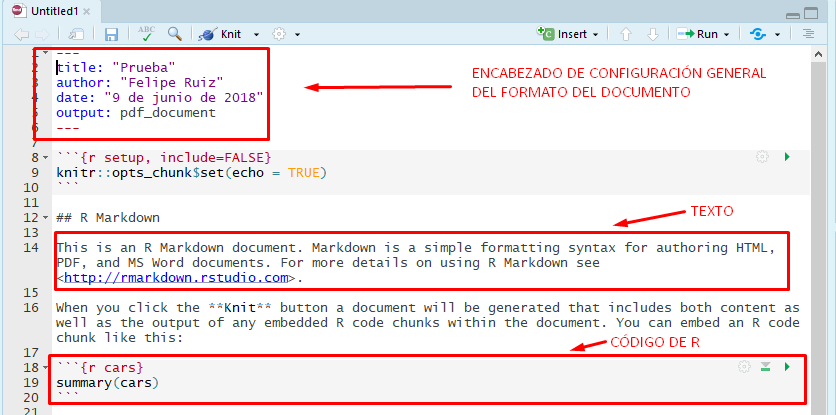 Untitled1
Knit
Insert
Run
1 ---
2 title: "Prueba"
3 author: "Felipe Ruiz"
4 date: "9 de junio de 2018"
5 output: pdf_document
6 ---
ENCABEZADO DE CONFIGURACIÓN GENERAL
DEL FORMATO DEL DOCUMENTO
7
8 ```{r setup, include=FALSE}
9 knitr::opts_chunk$set(echo = TRUE)
10 ```
11
12 ## R Markdown
TEXTO
13
14 This is an R Markdown document. Markdown is a simple formatting syntax for authoring HTML,
PDF, and MS Word documents. For more details on using R Markdown see
<http://rmarkdown.rstudio.com>.
15
16 When you click the **Knit** button a document will be generated that includes both content as
well as the output of any embedded R code chunks within the document. You can embed an R code
chunk like this:
CÓDIGO DE R
17
18 ```{r cars}
19 summary(cars)
20 ```
21